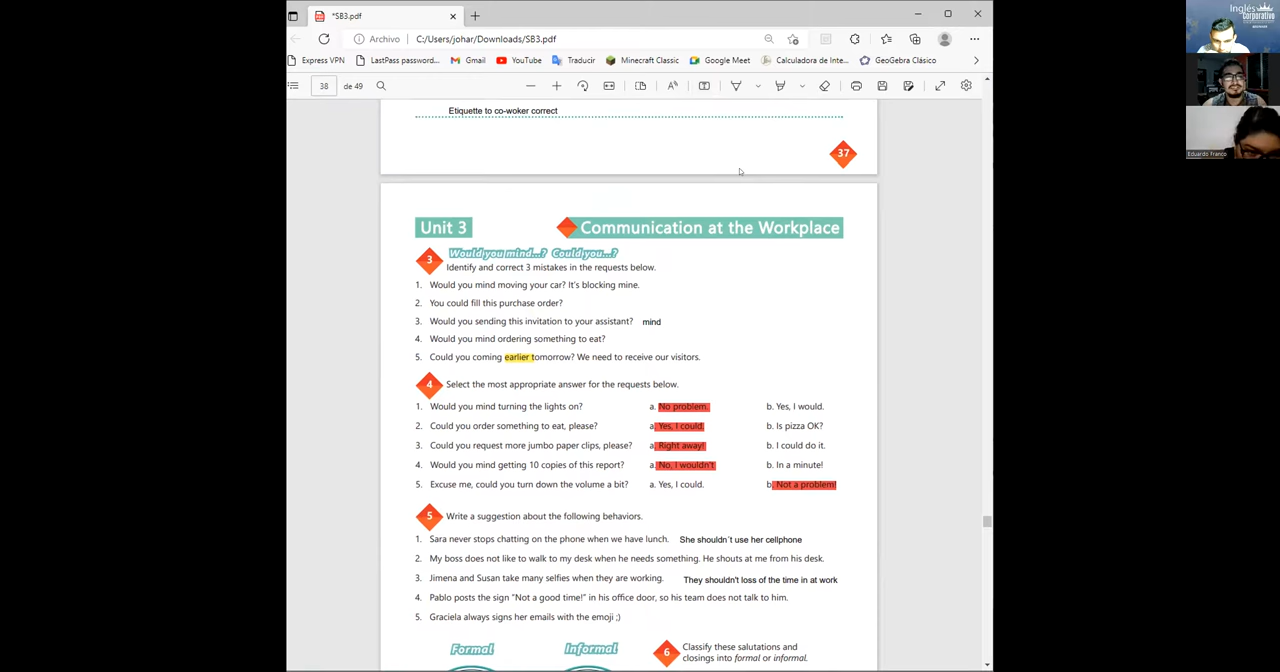 *SB3.pdf
Archivo
C:/Users/johar/Downloads/SB3.pdf
Express VPN
LastPass password...
Gmail
YouTube
Traducir
Minecraft Classic
Google Meet
Calculadora de Inte...
GeoGebra Clásico
38
de 49
Etiquette to co-woker correct
37
Unit 3
Communication at the Workplace
3
Would you mind...? Could you...?
Identify and correct 3 mistakes in the requests below.
1. Would you mind moving your car? It's blocking mine.
2. You could fill this purchase order?
3. Would you sending this invitation to your assistant? mind
4. Would you mind ordering something to eat?
5. Could you coming earlier tomorrow? We need to receive our visitors.
4
Select the most appropriate answer for the requests below.
1. Would you mind turning the lights on? a. No problem. b. Yes, I would.
2. Could you order something to eat, please? a. Yes, I could. b. Is pizza OK?
3. Could you request more jumbo paper clips, please? a. Right away! b. I could do it.
4. Would you mind getting 10 copies of this report? a. No, I wouldn't. b. In a minute!
5. Excuse me, could you turn down the volume a bit? a. Yes, I could. b. Not a problem!
5
Write a suggestion about the following behaviors.
1. Sara never stops chatting on the phone when we have lunch. She shouldn´t use her cellphone
2. My boss does not like to walk to my desk when he needs something. He shouts at me from his desk.
3. Jimena and Susan take many selfies when they are working. They shouldn't loss of the time in at work
4. Pablo posts the sign "Not a good time!" in his office door, so his team does not talk to him.
5. Graciela always signs her emails with the emoji ;)
Formal
Informal
6
Classify these salutations and
closings into formal or informal.
Inglés
Corporativo
Eduardo Franco